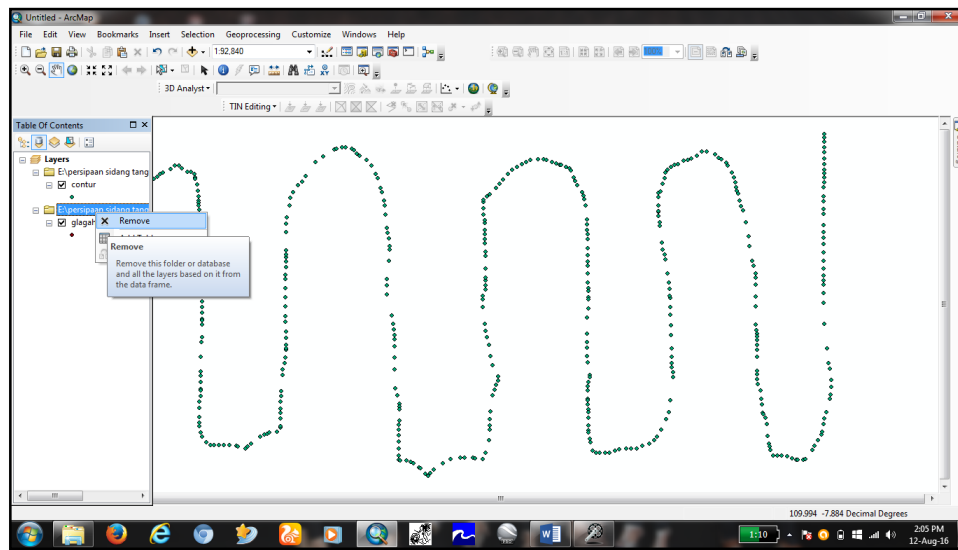 Untitled - ArcMap
File Edit View Bookmarks Insert Selection Geoprocessing Customize Windows Help
1:92,840
100%
3D Analyst
TIN Editing
Table Of Contents
Layers
E:\persipaan sidang tang
contur
E:\persipaan sidang tang
glagah
Remove
Remove
Remove this folder or database
and all the layers based on it from
the data frame.
109.994 -7.884 Decimal Degrees
1:10
2:05 PM
12-Aug-16